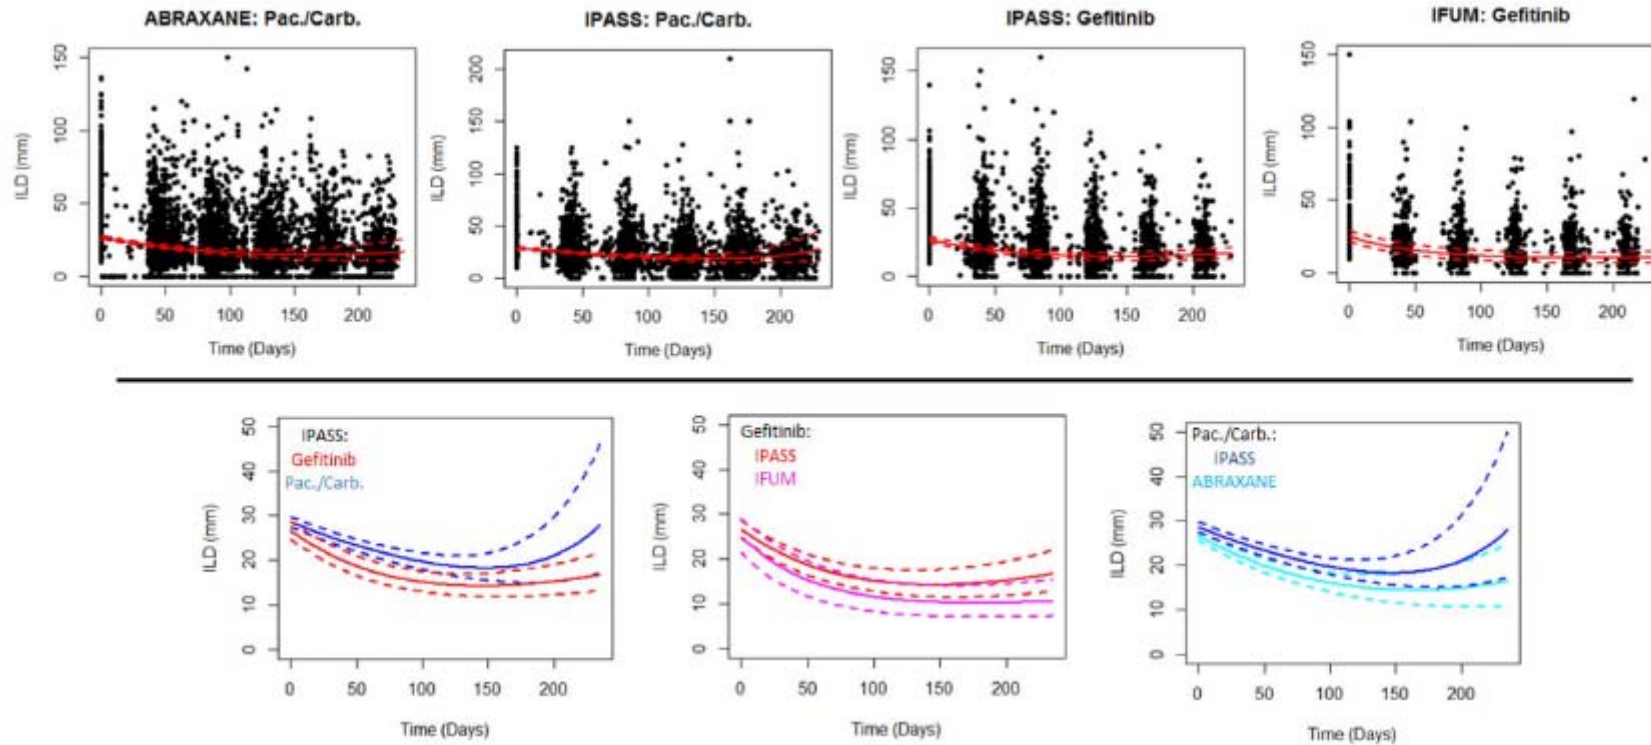 ABRAXANE: Pac./Carb.
ILD (mm)
150
100
50
0
0 50 100 150 200
Time (Days)
IPASS: Pac./Carb.
ILD (mm)
200
150
100
50
0
0 50 100 150 200
Time (Days)
IPASS: Gefitinib
ILD (mm)
150
100
50
0
0 50 100 150 200
Time (Days)
IFUM: Gefitinib
ILD (mm)
150
100
50
0
0 50 100 150 200
Time (Days)
IPASS:
Gefitinib
Pac./Carb.
ILD (mm)
50
40
30
20
10
0
0 50 100 150 200
Time (Days)
Gefitinib:
IPASS
IFUM
ILD (mm)
50
40
30
20
10
0
0 50 100 150 200
Time (Days)
Pac./Carb.:
IPASS
ABRAXANE
ILD (mm)
50
40
30
20
10
0
0 50 100 150 200
Time (Days)